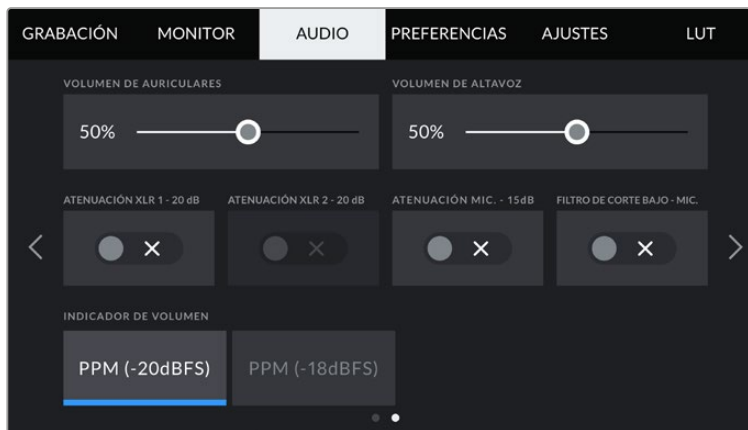 GRABACIÓN MONITOR AUDIO PREFERENCIAS AJUSTES LUT
VOLUMEN DE AURICULARES VOLUMEN DE ALTAVOZ
50% 50%
ATENUACIÓN XLR 1 - 20 dB ATENUACIÓN XLR 2 - 20 dB ATENUACIÓN MIC. - 15dB FILTRO DE CORTE BAJO - MIC.
INDICADOR DE VOLUMEN
PPM (-20dBFS) PPM (-18dBFS)